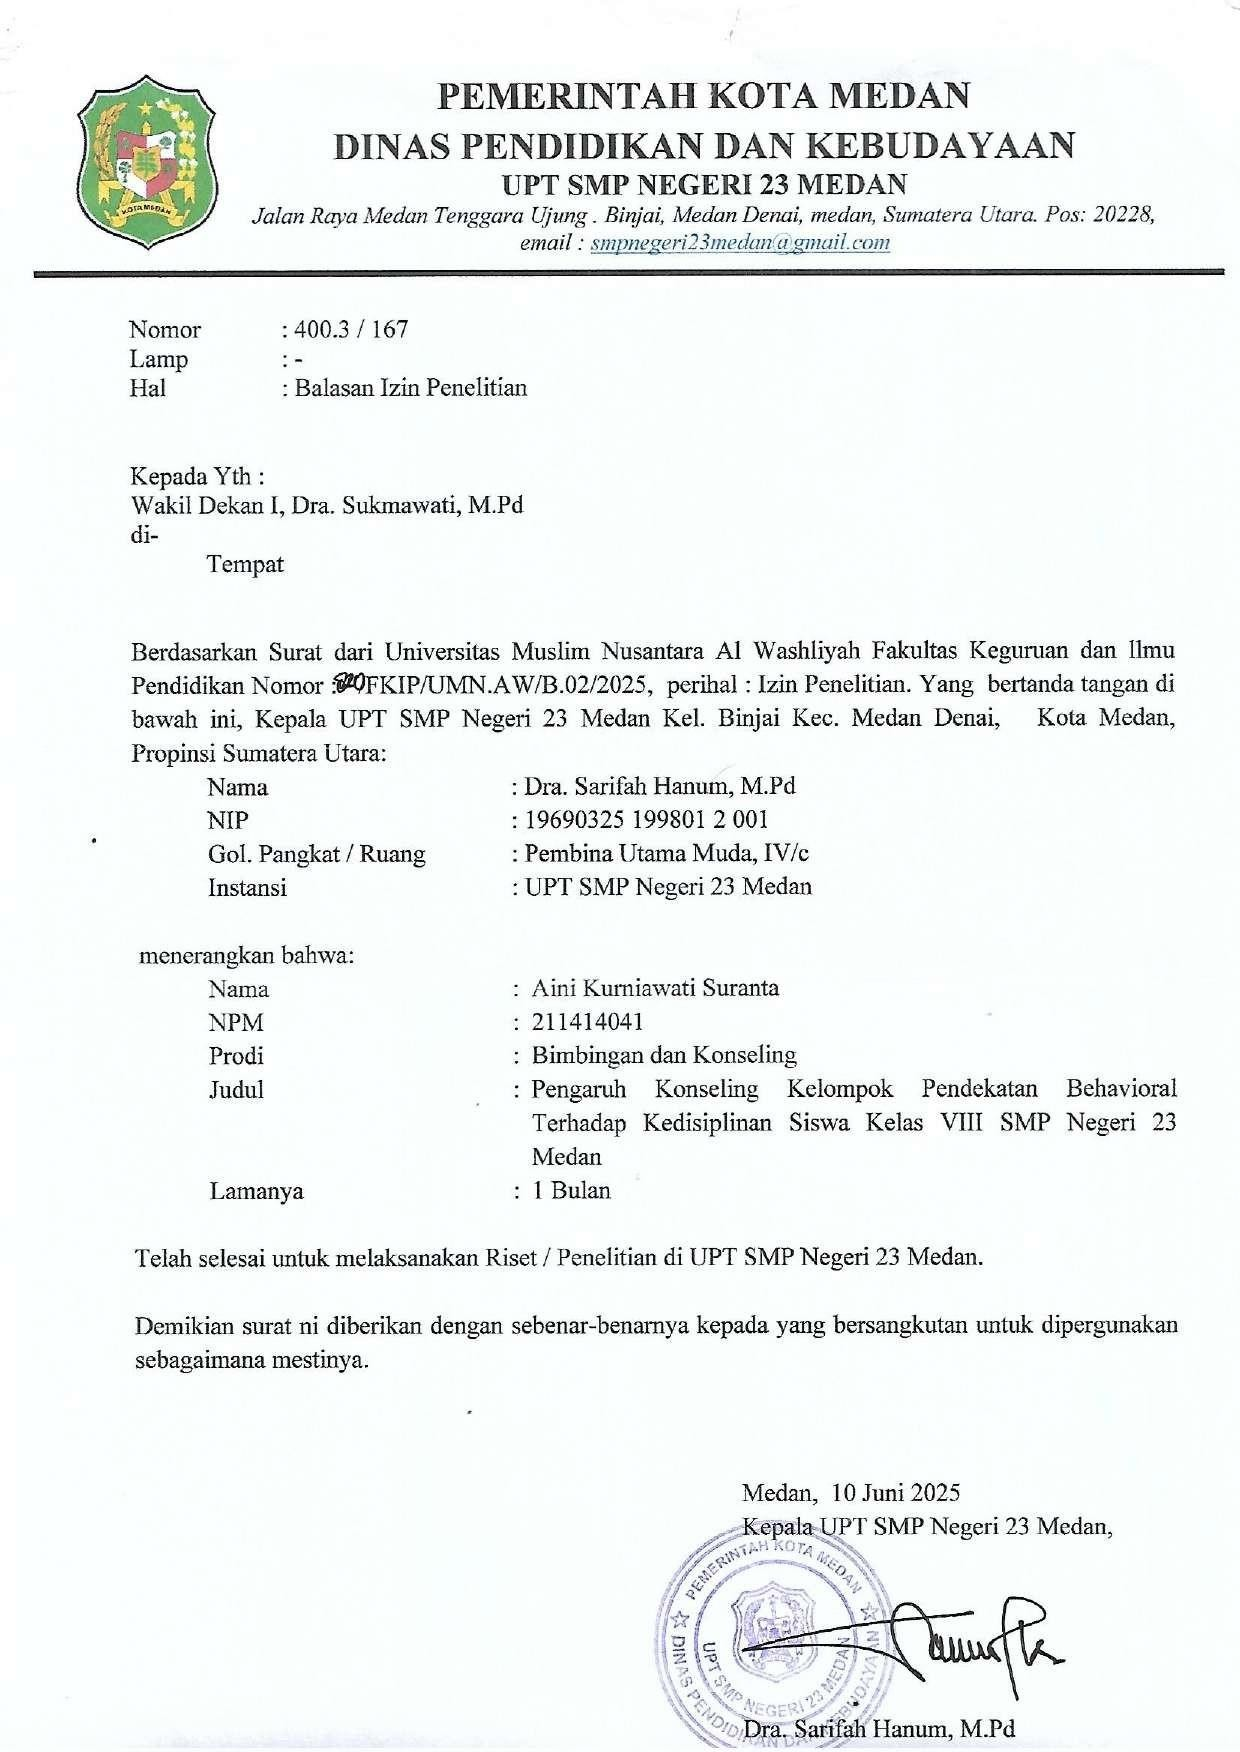 PEMERINTAH KOTA MEDAN
DINAS PENDIDIKAN DAN KEBUDAYAAN
UPT SMP NEGERI 23 MEDAN
Jalan Raya Medan Tenggara Ujung . Binjai, Medan Denai, medan, Sumatera Utara. Pos: 20228,
email : smpnegeri23medan@gmail.com
KOTA MEDAN
Nomor : 400.3 / 167
Lamp : -
Hal : Balasan Izin Penelitian
Kepada Yth :
Wakil Dekan I, Dra. Sukmawati, M.Pd
di-
Tempat
Berdasarkan Surat dari Universitas Muslim Nusantara Al Washliyah Fakultas Keguruan dan Ilmu
Pendidikan Nomor : /FKIP/UMN.AW/B.02/2025, perihal : Izin Penelitian. Yang bertanda tangan di
bawah ini, Kepala UPT SMP Negeri 23 Medan Kel. Binjai Kec. Medan Denai, Kota Medan,
Propinsi Sumatera Utara:
Nama : Dra. Sarifah Hanum, M.Pd
NIP : 19690325 199801 2 001
Gol. Pangkat / Ruang : Pembina Utama Muda, IV/c
Instansi : UPT SMP Negeri 23 Medan
menerangkan bahwa:
Nama : Aini Kurniawati Suranta
NPM : 211414041
Prodi : Bimbingan dan Konseling
Judul : Pengaruh Konseling Kelompok Pendekatan Behavioral
Terhadap Kedisiplinan Siswa Kelas VIII SMP Negeri 23
Medan
Lamanya : 1 Bulan
Telah selesai untuk melaksanakan Riset / Penelitian di UPT SMP Negeri 23 Medan.
Demikian surat ni diberikan dengan sebenar-benarnya kepada yang bersangkutan untuk dipergunakan
sebagaimana mestinya.
Medan, 10 Juni 2025
Kepala UPT SMP Negeri 23 Medan,
PEMERINTAH KOTA MEDAN
DINAS PENDIDIKAN DAN KEBUDAYAAN
UPT SMP NEGERI 23 MEDAN
Dra. Sarifah Hanum, M.Pd